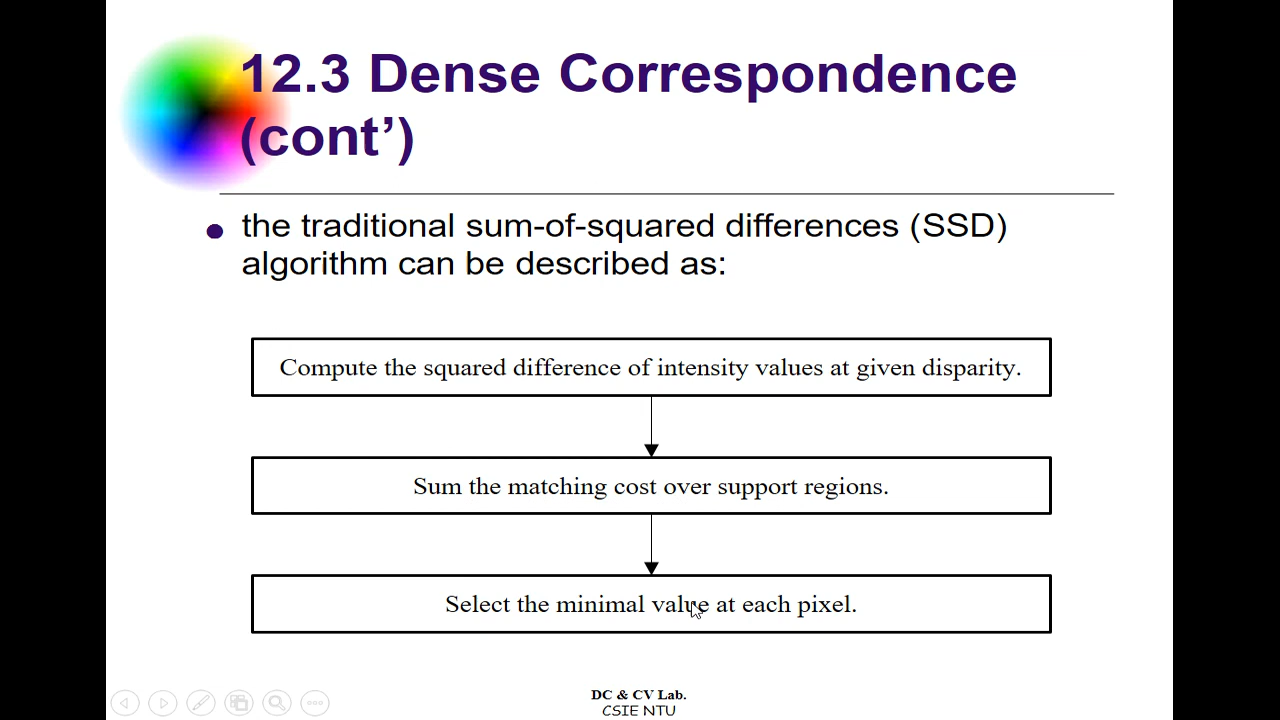 12.3 Dense Correspondence
(cont’)
the traditional sum-of-squared differences (SSD)
algorithm can be described as:
Compute the squared difference of intensity values at given disparity.
Sum the matching cost over support regions.
Select the minimal value at each pixel.
DC & CV Lab.
CSIE NTU